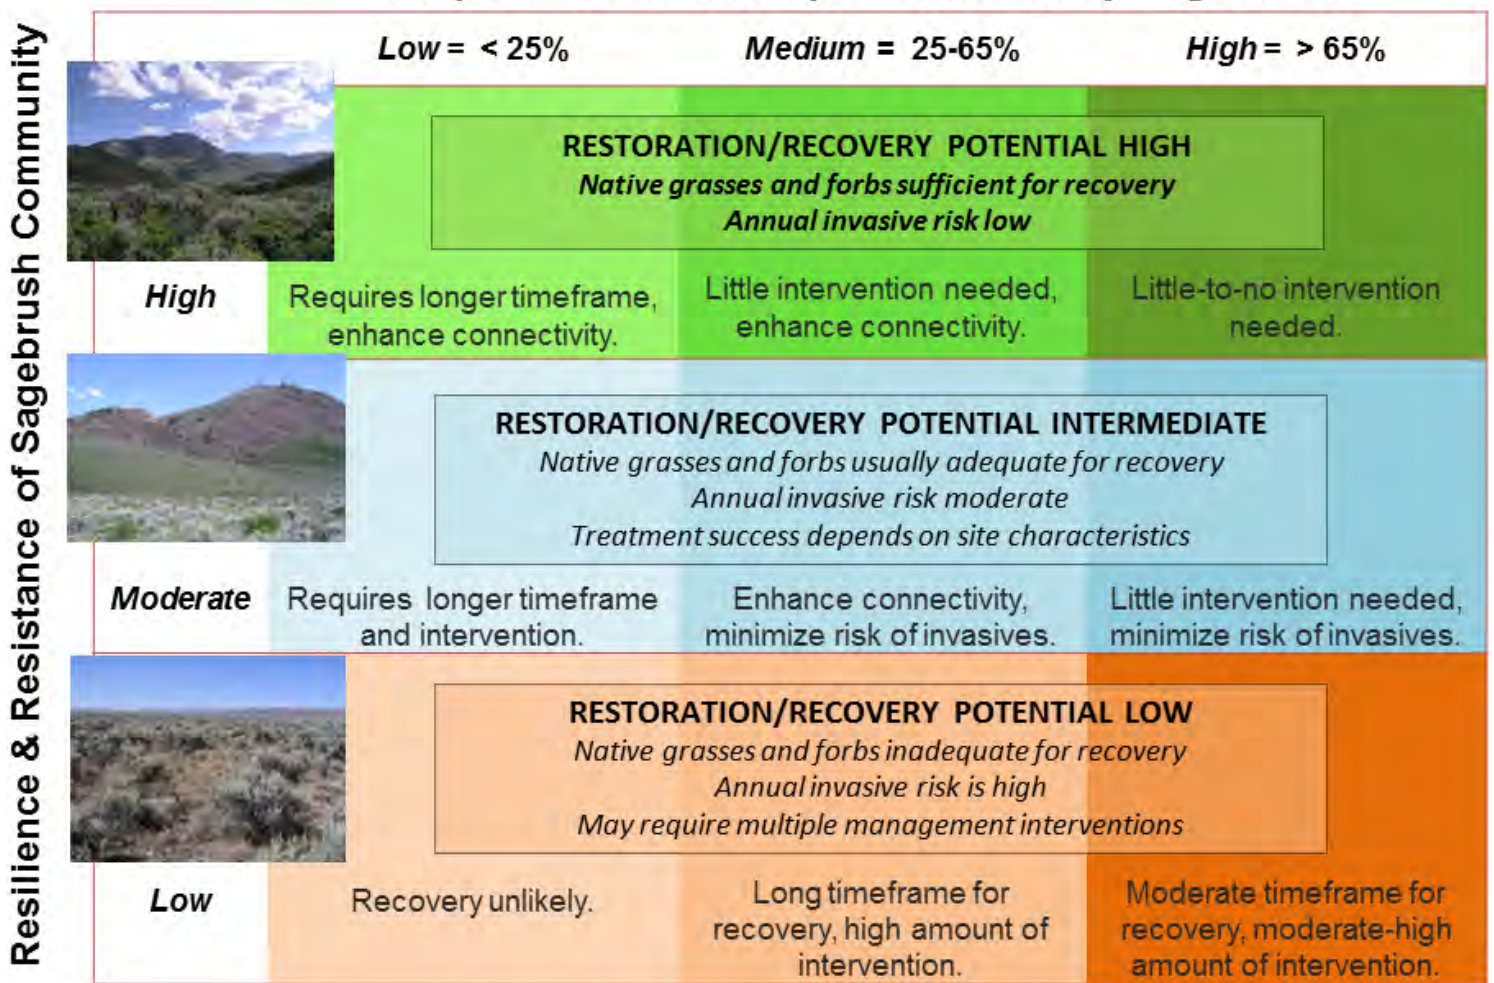 Resilience & Resistance of Sagebrush Community
Low = < 25%
Medium = 25-65%
High = > 65%
RESTORATION/RECOVERY POTENTIAL HIGH
Native grasses and forbs sufficient for recovery
Annual invasive risk low
High
Requires longer timeframe,
enhance connectivity.
Little intervention needed,
enhance connectivity.
Little-to-no intervention
needed.
RESTORATION/RECOVERY POTENTIAL INTERMEDIATE
Native grasses and forbs usually adequate for recovery
Annual invasive risk moderate
Treatment success depends on site characteristics
Moderate
Requires longer timeframe
and intervention.
Enhance connectivity,
minimize risk of invasives.
Little intervention needed,
minimize risk of invasives.
RESTORATION/RECOVERY POTENTIAL LOW
Native grasses and forbs inadequate for recovery
Annual invasive risk is high
May require multiple management interventions
Low
Recovery unlikely.
Long timeframe for
recovery, high amount of
intervention.
Moderate timeframe for
recovery, moderate-high
amount of intervention.